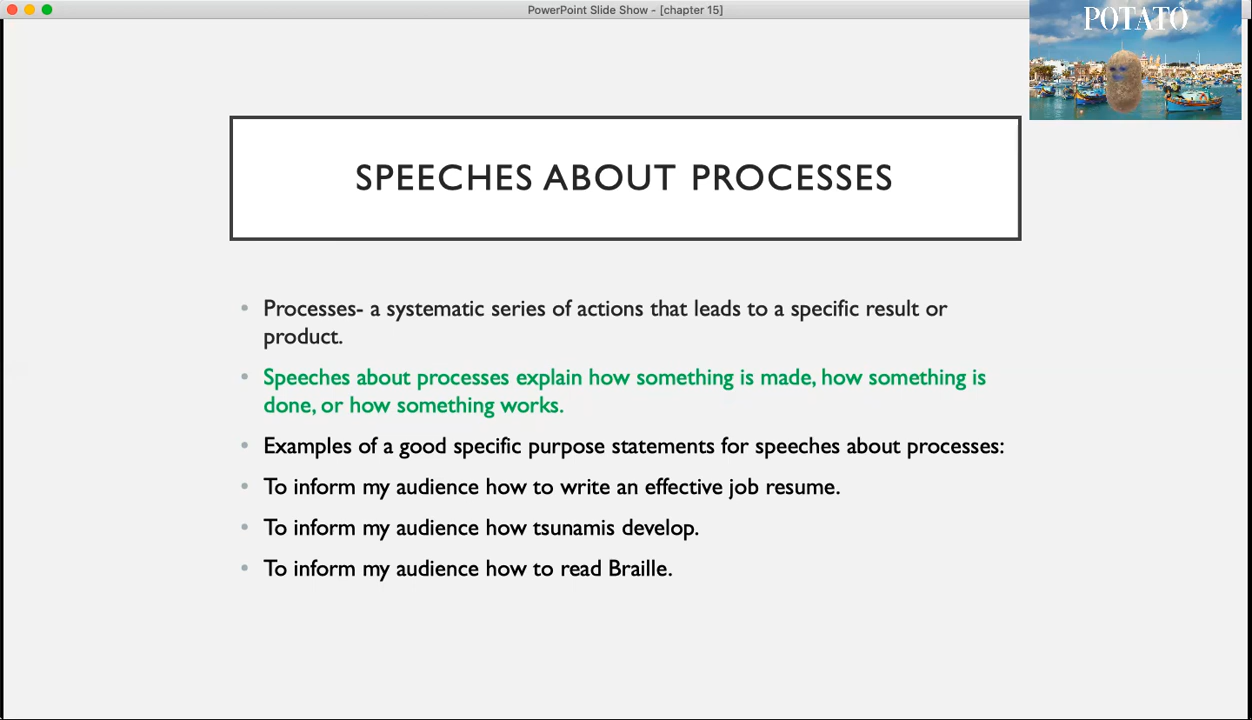 PowerPoint Slide Show - [chapter 15]
POTATO
SPEECHES ABOUT PROCESSES
• Processes- a systematic series of actions that leads to a specific result or
product.
• Speeches about processes explain how something is made, how something is
done, or how something works.
• Examples of a good specific purpose statements for speeches about processes:
• To inform my audience how to write an effective job resume.
• To inform my audience how tsunamis develop.
• To inform my audience how to read Braille.